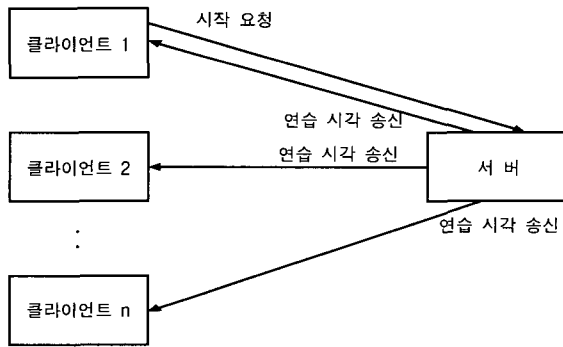 시작 요청
클라이언트 1
연습 시각 송신
연습 시각 송신
클라이언트 2
서 버
연습 시각 송신
클라이언트 n